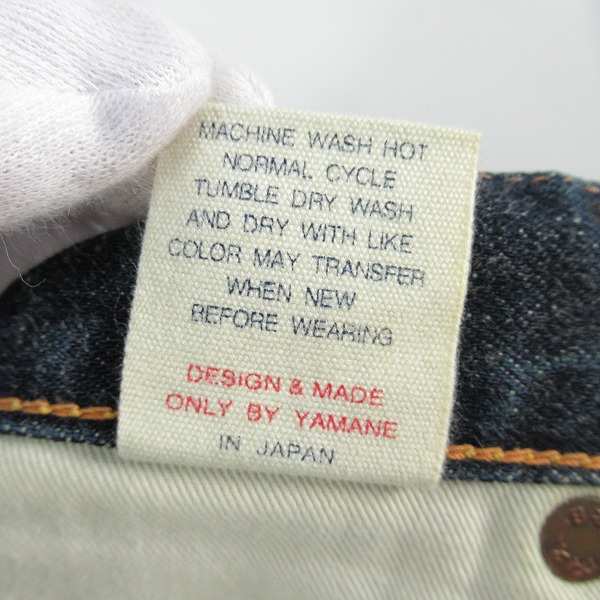 MACHINE WASH HOT
NORMAL CYCLE
TUMBLE DRY WASH
AND DRY WITH LIKE
COLOR MAY TRANSFER
WHEN NEW
BEFORE WEARING
DESIGN & MADE
ONLY BY YAMANE
IN JAPAN